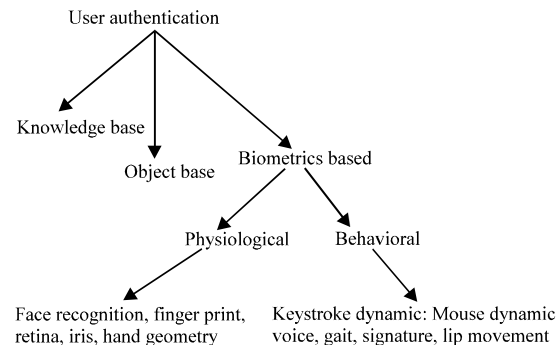 User authentication
Knowledge base
Object base
Biometrics based
Physiological
Behavioral
Face recognition, finger print,
retina, iris, hand geometry
Keystroke dynamic: Mouse dynamic
voice, gait, signature, lip movement